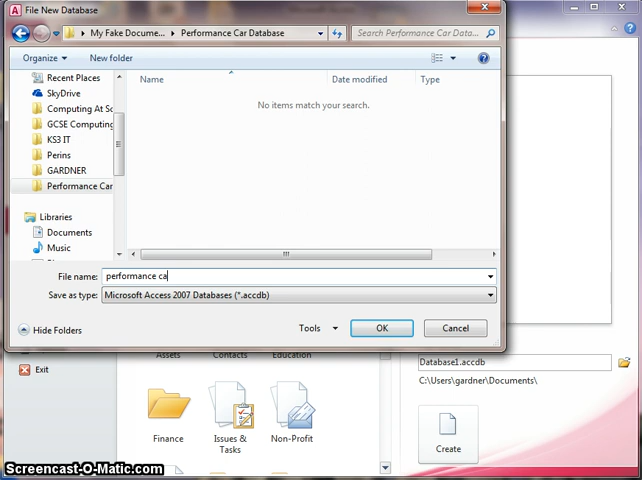 File New Database
My Fake Docume... Performance Car Database
Search Performance Car Data...
Organize New folder
Recent Places
SkyDrive
Computing At Sc
GCSE Computing
KS3 IT
Perins
GARDNER
Performance Car
Libraries
Documents
Music
Name Date modified Type
No items match your search.
File name: performance ca
Save as type: Microsoft Access 2007 Databases (*.accdb)
Hide Folders
Tools OK Cancel
Assets Contacts Education
Exit
Finance
Issues &
Tasks
Non-Profit
Database1.accdb
C:\Users\gardner\Documents\
Create
Screencast-O-Matic.com